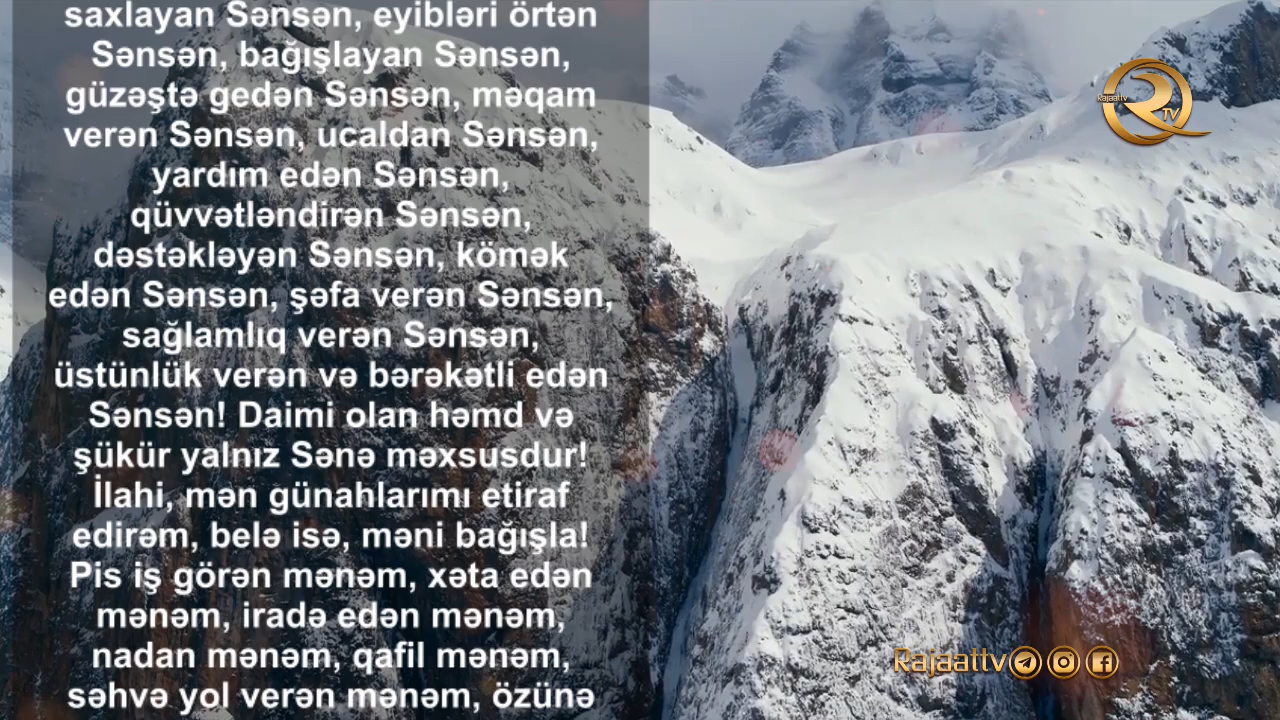 saxlayan Sənsən, eyibləri örtən
Sənsən, bağışlayan Sənsən,
güzəştə gedən Sənsən, məqam
verən Sənsən, ucaldan Sənsən,
yardım edən Sənsən,
qüvvətləndirən Sənsən,
dəstəkləyən Sənsən, kömək
edən Sənsən, şəfa verən Sənsən,
sağlamlıq verən Sənsən,
üstünlük verən və bərəkətli edən
Sənsən! Daimi olan həmd və
şükür yalnız Sənə məxsusdur!
İlahi, mən günahlarımı etiraf
edirəm, belə isə, məni bağışla!
Pis iş görən mənəm, xəta edən
mənəm, iradə edən mənəm,
nadan mənəm, qafil mənəm,
səhvə yol verən mənəm, özünə
Rajaattv
R
TV
Rajaattv